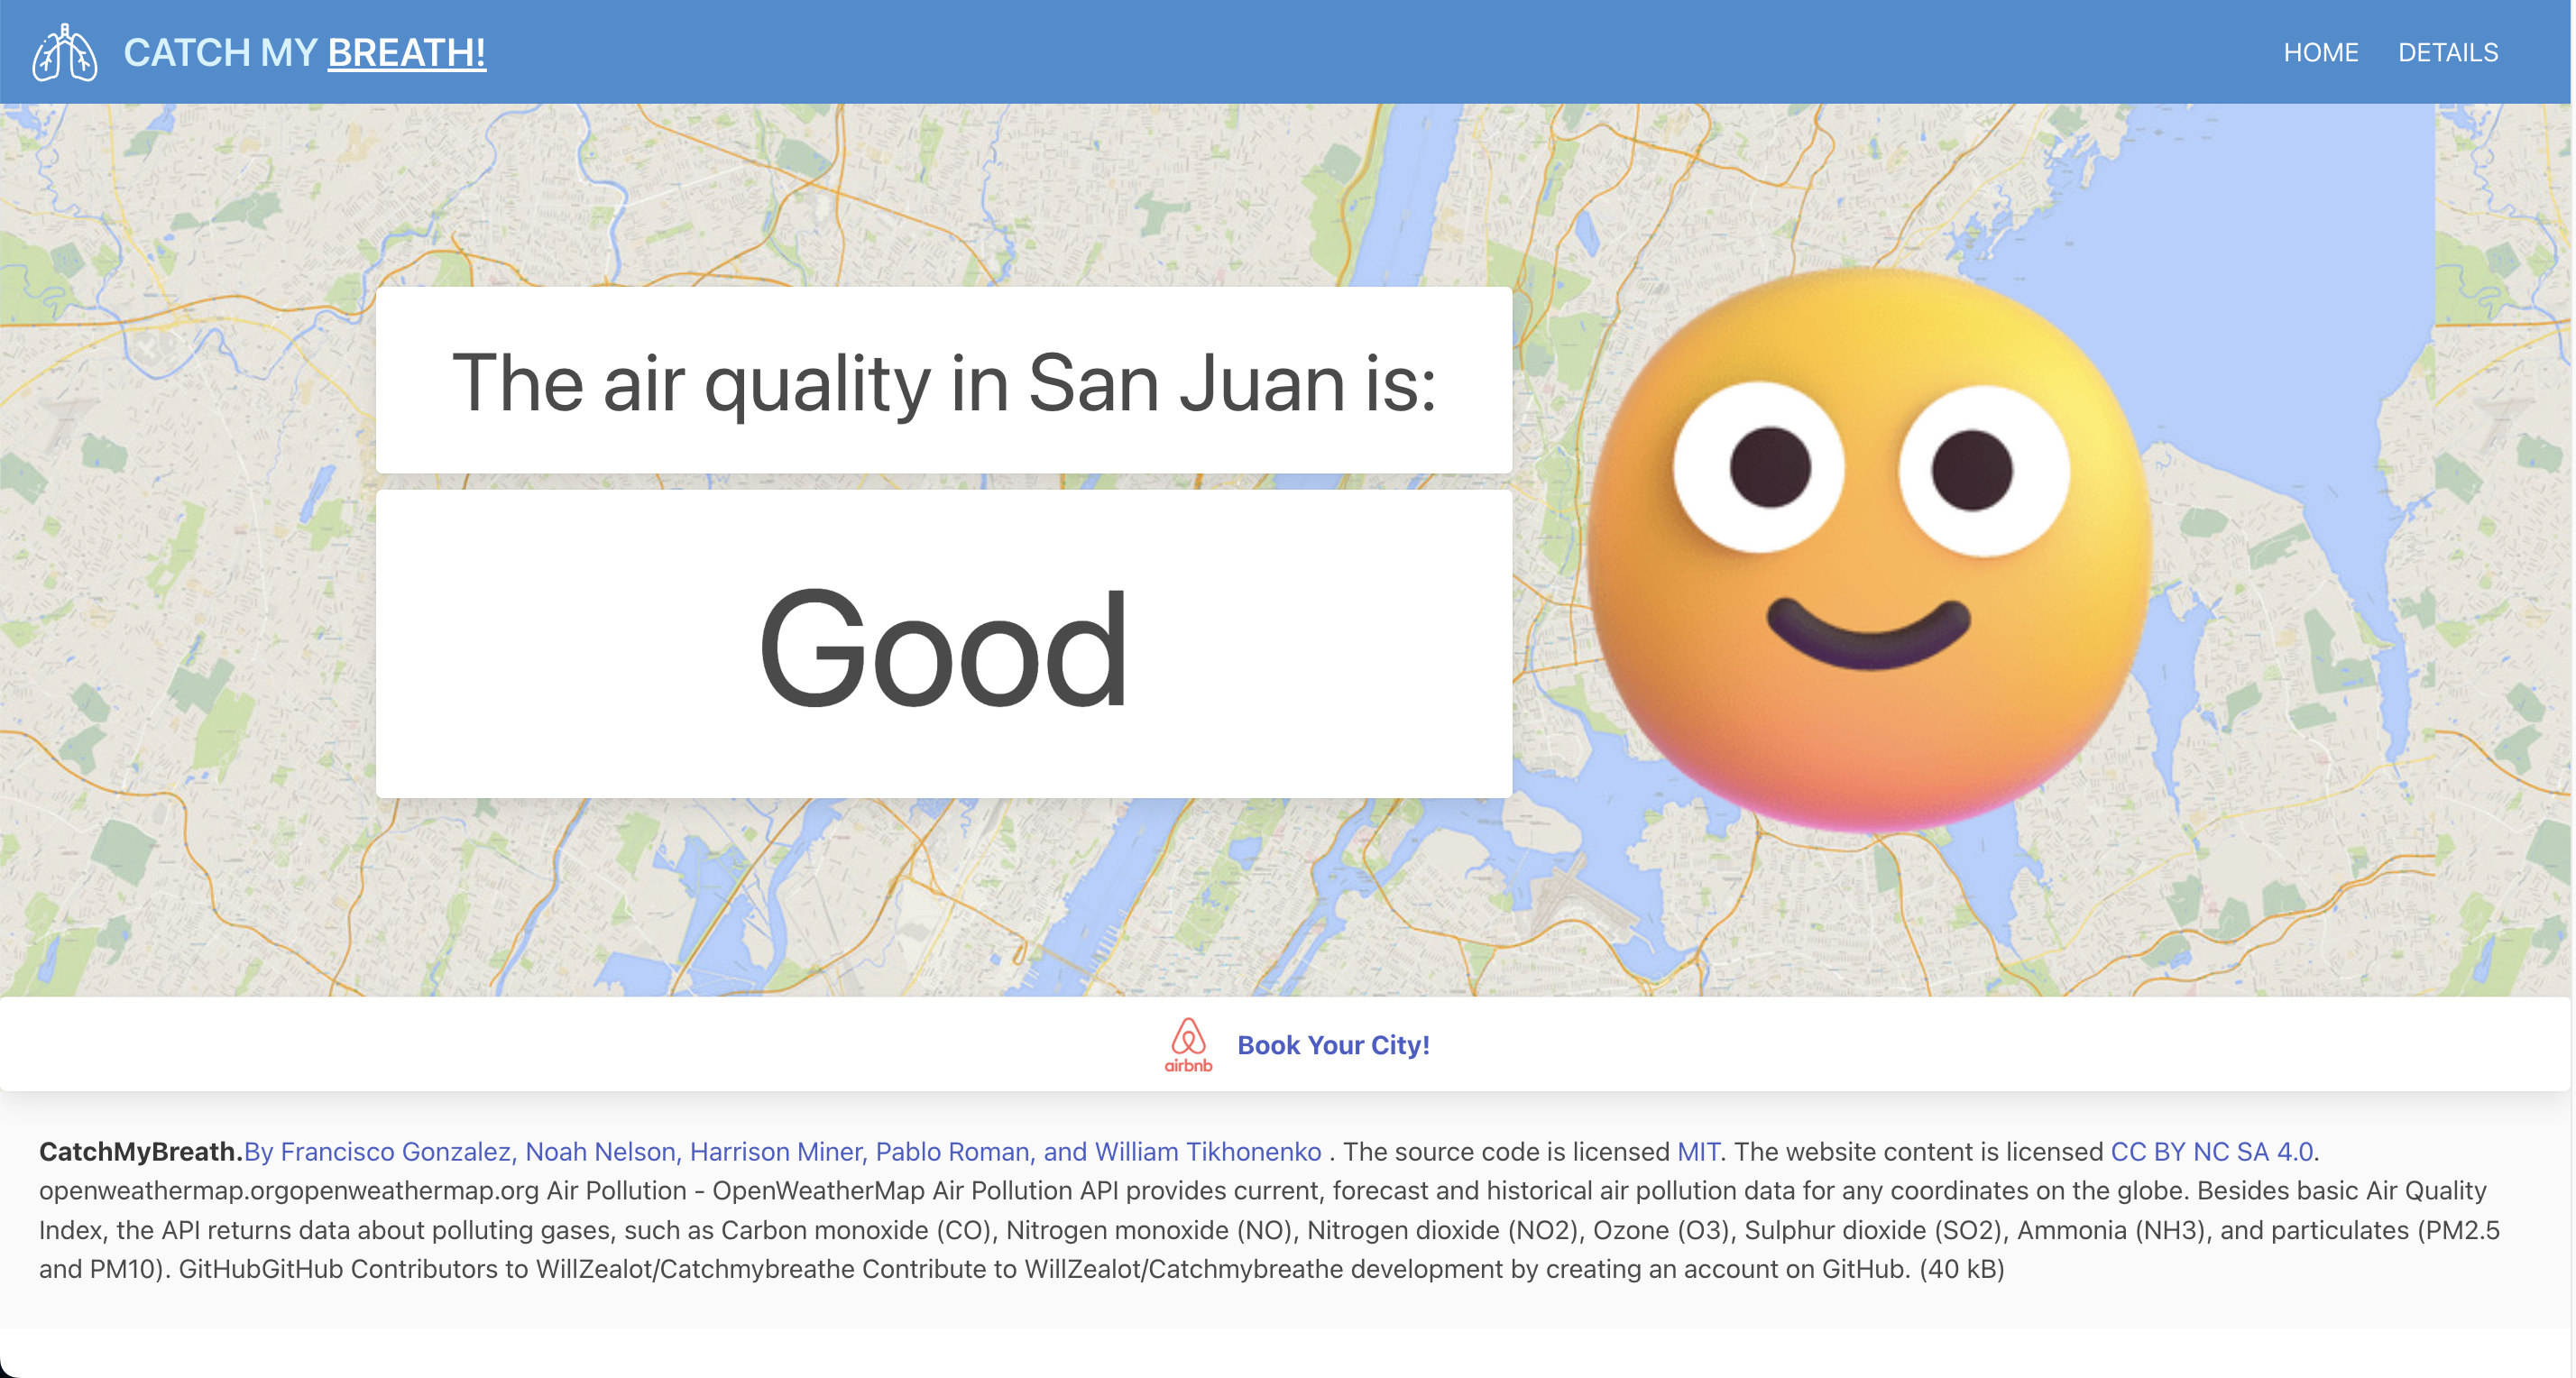 CATCH MY BREATH!
HOME DETAILS
The air quality in San Juan is:
Good
airbnb
Book Your City!
CatchMyBreath.By Francisco Gonzalez, Noah Nelson, Harrison Miner, Pablo Roman, and William Tikhonenko . The source code is licensed MIT. The website content is licensed CC BY NC SA 4.0.
openweathermap.orgopenweathermap.org Air Pollution - OpenWeatherMap Air Pollution API provides current, forecast and historical air pollution data for any coordinates on the globe. Besides basic Air Quality
Index, the API returns data about polluting gases, such as Carbon monoxide (CO), Nitrogen monoxide (NO), Nitrogen dioxide (NO2), Ozone (O3), Sulphur dioxide (SO2), Ammonia (NH3), and particulates (PM2.5
and PM10). GitHubGitHub Contributors to WillZealot/Catchmybreathe Contribute to WillZealot/Catchmybreathe development by creating an account on GitHub. (40 kB)